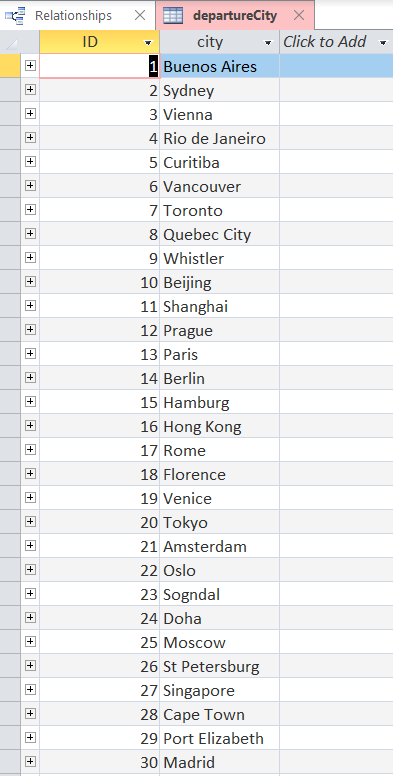 Relationships departureCity
ID city Click to Add
1 Buenos Aires
2 Sydney
3 Vienna
4 Rio de Janeiro
5 Curitiba
6 Vancouver
7 Toronto
8 Quebec City
9 Whistler
10 Beijing
11 Shanghai
12 Prague
13 Paris
14 Berlin
15 Hamburg
16 Hong Kong
17 Rome
18 Florence
19 Venice
20 Tokyo
21 Amsterdam
22 Oslo
23 Sogndal
24 Doha
25 Moscow
26 St Petersburg
27 Singapore
28 Cape Town
29 Port Elizabeth
30 Madrid